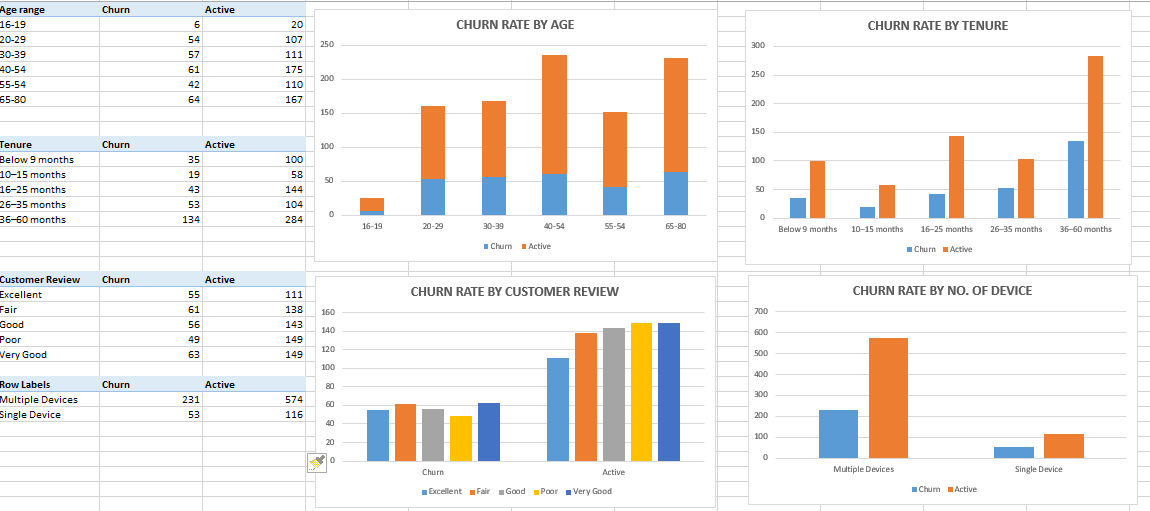 Age range Churn Active
16-19 6 20
20-29 54 107
30-39 57 111
40-54 61 175
55-54 42 110
65-80 64 167
Tenure Churn Active
Below 9 months 35 100
10–15 months 19 58
16–25 months 43 144
26–35 months 53 104
36–60 months 134 284
Customer Review Churn Active
Excellent 55 111
Fair 61 138
Good 56 143
Poor 49 149
Very Good 63 149
Row Labels Churn Active
Multiple Devices 231 574
Single Device 53 116
CHURN RATE BY AGE
250
200
150
100
50
0
16-19 20-29 30-39 40-54 55-54 65-80
Churn Active
CHURN RATE BY TENURE
300
250
200
150
100
50
0
Below 9 months 10–15 months 16–25 months 26–35 months 36–60 months
Churn Active
CHURN RATE BY CUSTOMER REVIEW
160
140
120
100
80
60
40
20
0
Churn Active
Excellent Fair Good Poor Very Good
CHURN RATE BY NO. OF DEVICE
700
600
500
400
300
200
100
0
Multiple Devices Single Device
Churn Active